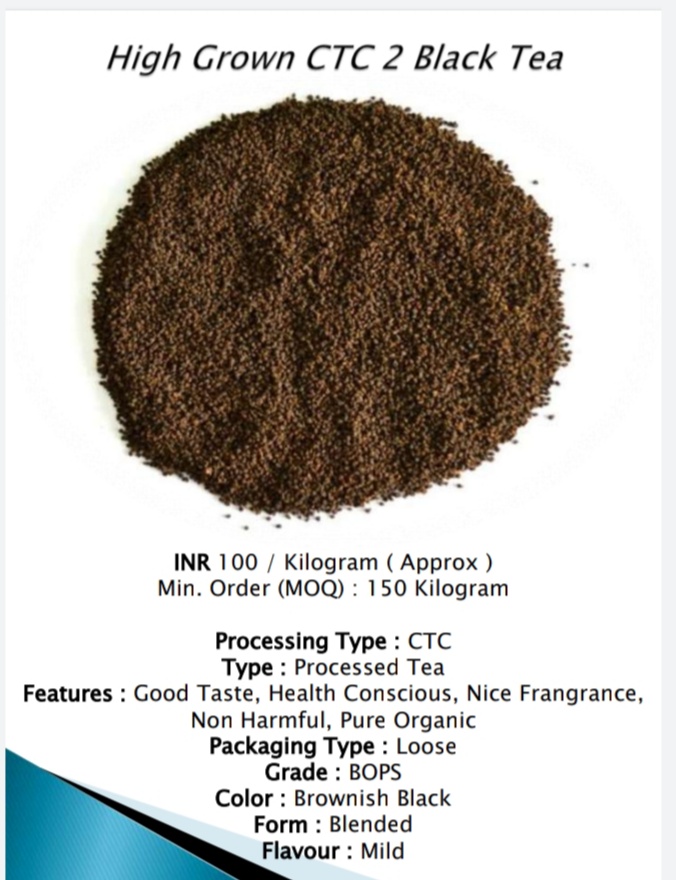 High Grown CTC 2 Black Tea
INR 100 / Kilogram ( Approx )
Min. Order (MOQ) : 150 Kilogram
Processing Type : CTC
Type : Processed Tea
Features : Good Taste, Health Conscious, Nice Frangrance,
Non Harmful, Pure Organic
Packaging Type : Loose
Grade : BOPS
Color : Brownish Black
Form : Blended
Flavour : Mild